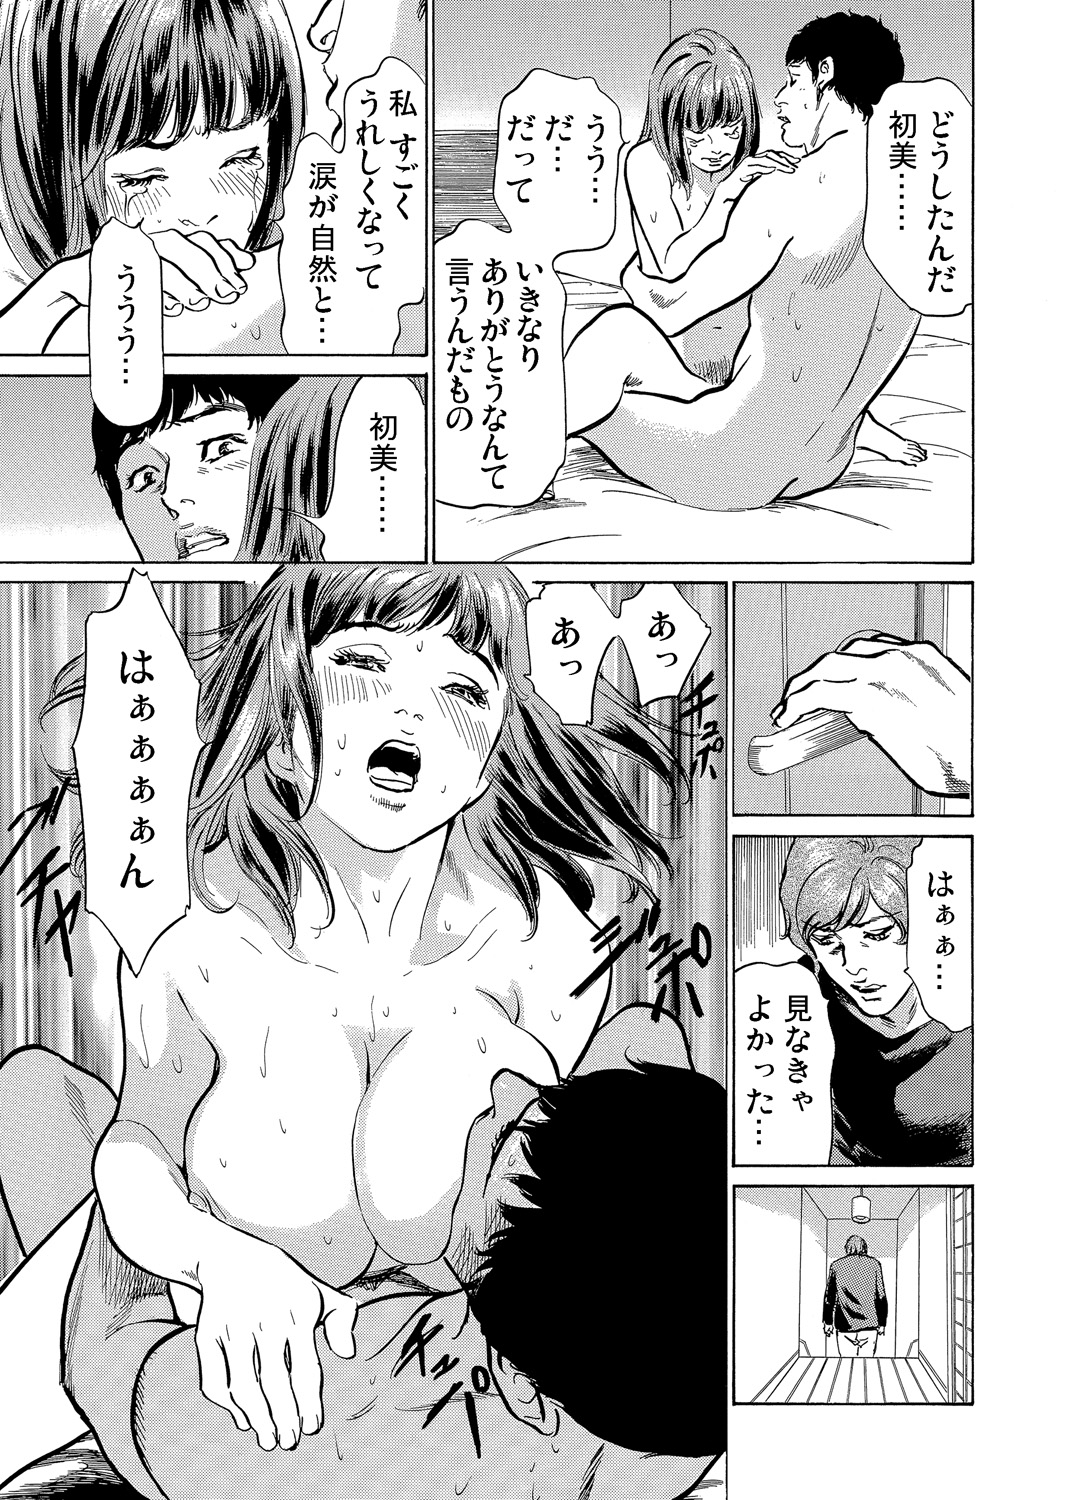 どうしたんだ
初美……
うう…
だ…
だって
いきなり
ありがとうなんて
言うんだもの
私 すごく
うれしくなって
涙が自然と…
ううう…
初美……
はぁぁ…
見なきゃ
よかった…
あっ
あっ
チュポ
はぁぁぁぁん
ヂャ
ヂュポ
チュパ